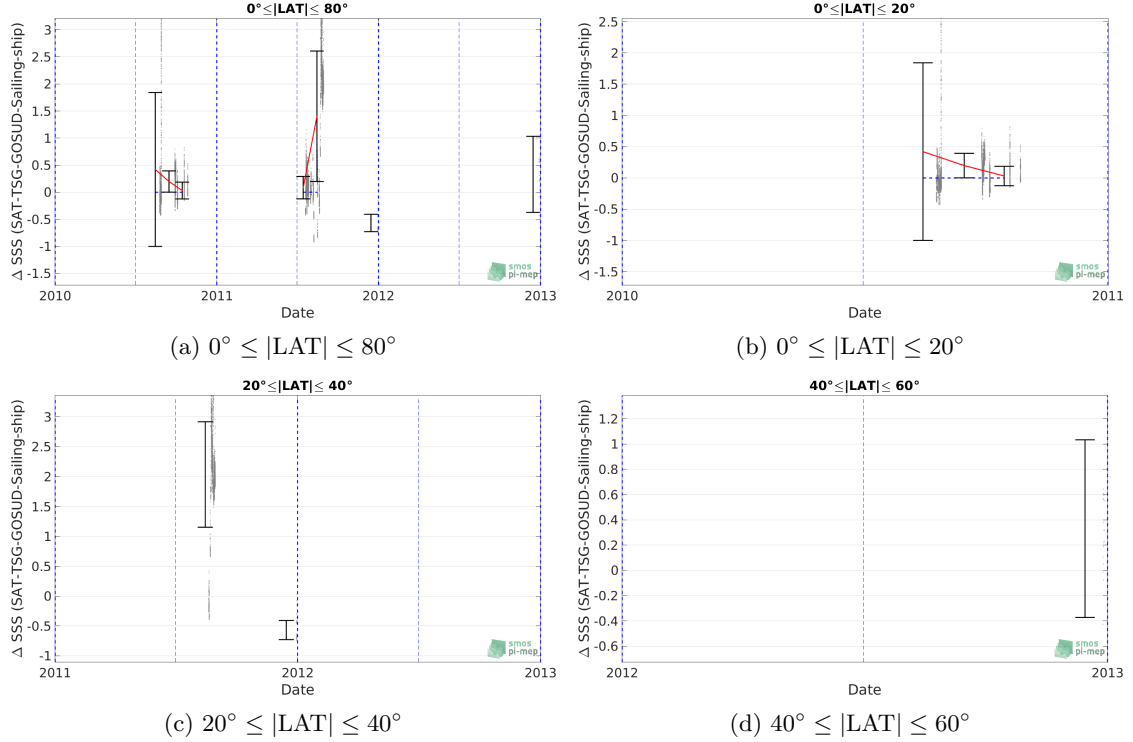 0°≤|LAT|≤ 80°
Δ SSS (SAT-TSG-GOSUD-Sailing-ship)
3
2.5
2
1.5
1
0.5
0
-0.5
-1
-1.5
smos
pi-mep
2010 2011 2012 2013
Date
(a) 0° ≤ |LAT| ≤ 80°
0°≤|LAT|≤ 20°
Δ SSS (SAT-TSG-GOSUD-Sailing-ship)
2.5
2
1.5
1
0.5
0
-0.5
-1
-1.5
smos
pi-mep
2010 2011
Date
(b) 0° ≤ |LAT| ≤ 20°
20°≤|LAT|≤ 40°
Δ SSS (SAT-TSG-GOSUD-Sailing-ship)
3
2.5
2
1.5
1
0.5
0
-0.5
-1
smos
pi-mep
2011 2012 2013
Date
(c) 20° ≤ |LAT| ≤ 40°
40°≤|LAT|≤ 60°
Δ SSS (SAT-TSG-GOSUD-Sailing-ship)
1.2
1
0.8
0.6
0.4
0.2
0
-0.2
-0.4
-0.6
smos
pi-mep
2012 2013
Date
(d) 40° ≤ |LAT| ≤ 60°